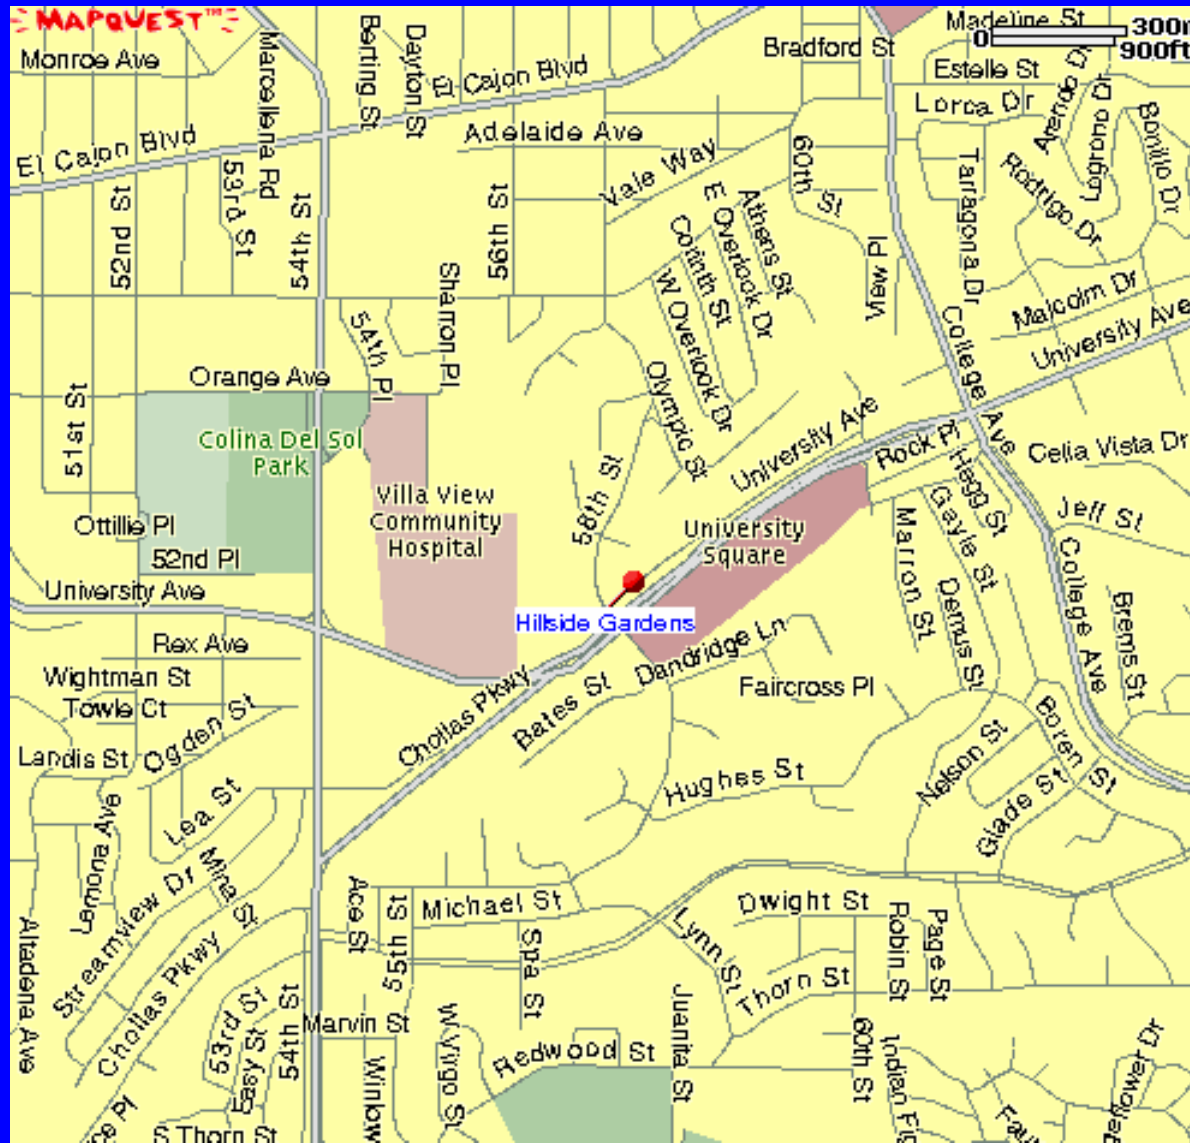 MAPQUEST
Madeline St
300m
0
900ft
Bradford St
Monroe Ave
Marcellena Rd
Berting St
Dayton St
El Cajon Blvd
Estelle St
Arendo Dr
Lorca Dr
Logrono Dr
Bonillo Dr
El Cajon Blvd
Adelaide Ave
Vale Way
60th St
Tarragona Dr
Rodrigo Dr
53rd St
52nd St
54th St
56th St
E Overlook Dr
Athens St
Corinth St
W Overlook Dr
View Pl
Sharron Pl
54th Pl
Malcolm Dr
University Ave
College Ave
Orange Ave
51st St
Olympic St
University Ave
Colina Del Sol
Park
Rock Pl
Celia Vista Dr
Hegg St
Gayle St
58th St
Villa View
Community
Hospital
University
Square
Marron St
Jeff St
Ottillie Pl
52nd Pl
University Ave
College Ave
Demus St
Brems St
Hillside Gardens
Rex Ave
Dandridge Ln
Wightman St
Towle Ct
Faircross Pl
Chollas Pkwy
Bates St
Ogden St
Landis St
Boren St
Nelson St
Hughes St
Glade St
Lea St
Lemona Ave
Mina St
Streamview Dr
Ace St
55th St
Michael St
Dwight St
Robin St
Page St
Altadena Ave
Chollas Pkwy
Spa St
Lynn St
Thorn St
53rd St
54th St
Easy St
Marvin St
W Virgo St
Redwood St
Juanita St
60th St
S Thorn St